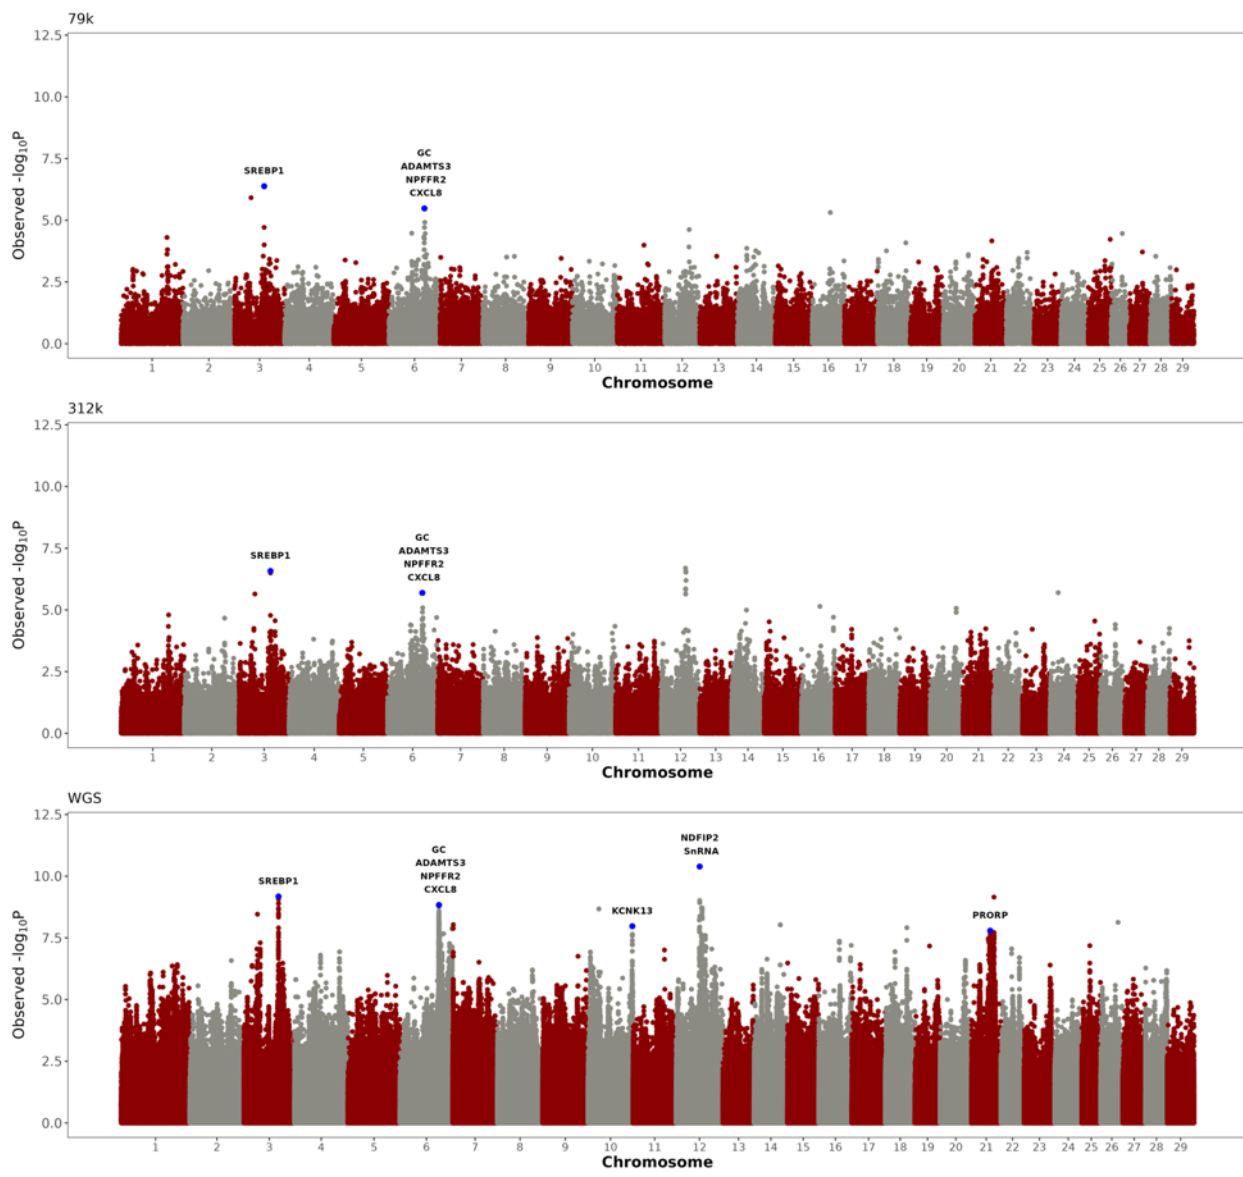 79k
12.5
10.0
7.5
5.0
2.5
0.0
Observed -log10P
SREBP1
GC
ADAMTS3
NPFFR2
CXCL8
1 2 3 4 5 6 7 8 9 10 11 12 13 14 15 16 17 18 19 20 21 22 23 24 25 26 27 28 29
Chromosome
312k
12.5
10.0
7.5
5.0
2.5
0.0
Observed -log10P
SREBP1
GC
ADAMTS3
NPFFR2
CXCL8
1 2 3 4 5 6 7 8 9 10 11 12 13 14 15 16 17 18 19 20 21 22 23 24 25 26 27 28 29
Chromosome
WGS
12.5
10.0
7.5
5.0
2.5
0.0
Observed -log10P
SREBP1
GC
ADAMTS3
NPFFR2
CXCL8
KCNK13
NDFIP2
SnRNA
PRORP
1 2 3 4 5 6 7 8 9 10 11 12 13 14 15 16 17 18 19 20 21 22 23 24 25 26 27 28 29
Chromosome